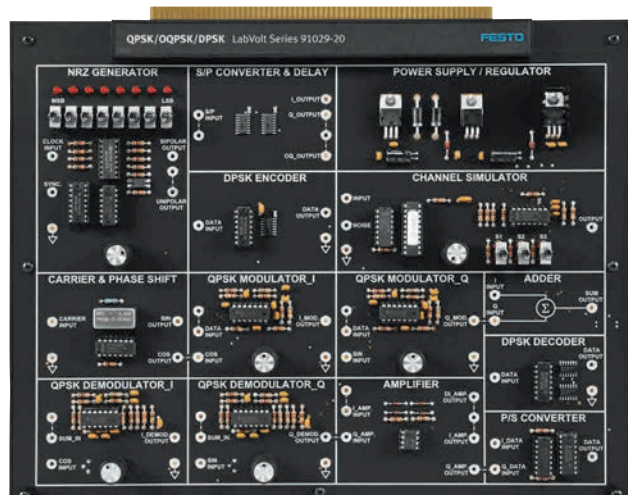 QPSK/OQPSK/DPSK LabVolt Series 91029-20
FESTO
NRZ GENERATOR
MSB
LSB
CLOCK INPUT
BIPOLAR OUTPUT
SYNC.
UNIPOLAR OUTPUT
S/P CONVERTER & DELAY
S/P INPUT
I_OUTPUT
Q_OUTPUT
OQ_OUTPUT
POWER SUPPLY / REGULATOR
DPSK ENCODER
DATA INPUT
DATA OUTPUT
CHANNEL SIMULATOR
INPUT
NOISE
S1
S2
S3
OUTPUT
CARRIER & PHASE SHIFT
CARRIER INPUT
SIN OUTPUT
COS OUTPUT
QPSK MODULATOR_I
DATA INPUT
I_MOD. OUTPUT
COS INPUT
QPSK MODULATOR_Q
DATA INPUT
Q_MOD. OUTPUT
SIN INPUT
ADDER
I INPUT
Q INPUT
Σ
SUM OUTPUT
DPSK DECODER
DATA INPUT
DATA OUTPUT
QPSK DEMODULATOR_I
SUM_IN.
I_DEMOD. OUTPUT
COS INPUT
QPSK DEMODULATOR_Q
SUM_IN.
Q_DEMOD. OUTPUT
SIN INPUT
AMPLIFIER
I_AMP. INPUT
DI_AMP. OUTPUT
Q_AMP. INPUT
I_AMP. OUTPUT
Q_AMP. OUTPUT
P/S CONVERTER
I_DATA INPUT
DATA OUTPUT
Q_DATA INPUT